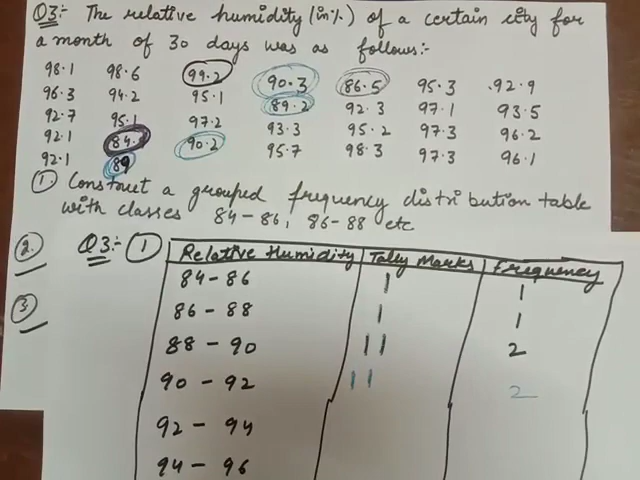 Q3:- The relative humidity (in %.) of a certain city for
a month of 30 days was as follows:-
98.1 98.6 99.2 90.3 86.5 95.3 .92.9
96.3 94.2 95.1 89.2 92.3 97.1 93.5
92.7 95.1 97.2 93.3 95.2 97.3 96.2
92.1 84. 90.2 95.7 98.3 97.3 96.1
92.1 89
① Construct a grouped frequency distribution table
with classes 84-86, 86-88 etc
②. Q3:- ① Relative Humidity Tally Marks Frequency
84-86 | 1
③ 86-88 | 1
88-90 || 2
90-92 || 2
92-94
94-96